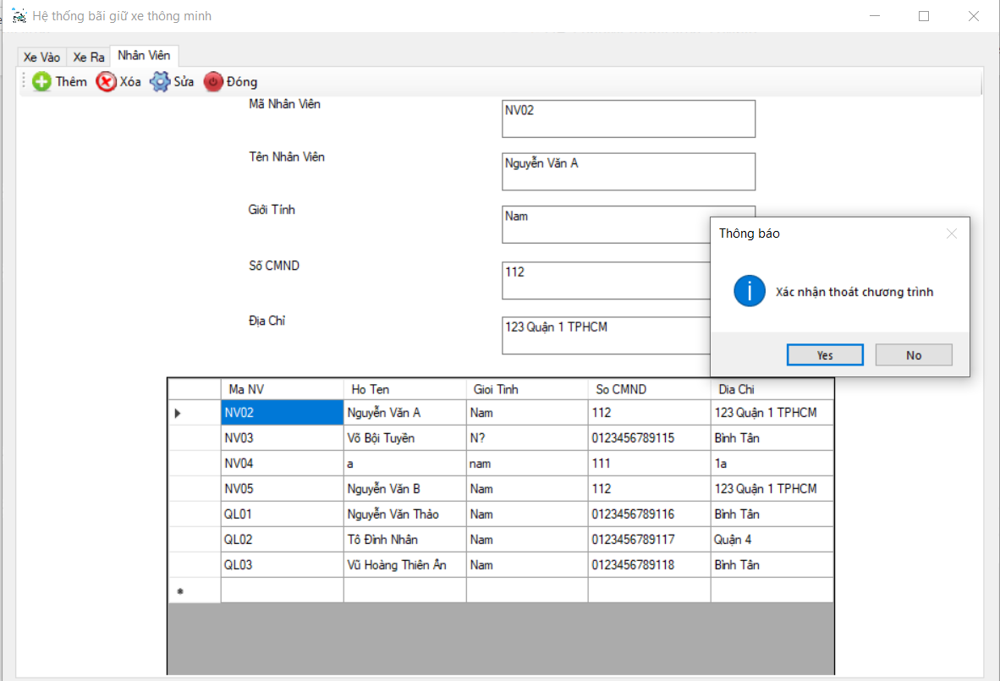 Hệ thống bãi giữ xe thông minh
Xe Vào Xe Ra Nhân Viên
Thêm Xóa Sửa Đóng
Mã Nhân Viên NV02
Tên Nhân Viên Nguyễn Văn A
Giới Tính Nam
Số CMND 112
Địa Chỉ 123 Quận 1 TPHCM
Thông báo
Xác nhận thoát chương trình
Yes No
Ma NV Ho Ten Gioi Tinh So CMND Dia Chi
NV02 Nguyễn Văn A Nam 112 123 Quận 1 TPHCM
NV03 Võ Bội Tuyền N? 0123456789115 Bình Tân
NV04 a nam 111 1a
NV05 Nguyễn Văn B Nam 112 123 Quận 1 TPHCM
QL01 Nguyễn Văn Thảo Nam 0123456789116 Bình Tân
QL02 Tô Đình Nhân Nam 0123456789117 Quận 4
QL03 Vũ Hoàng Thiên Ân Nam 0123456789118 Bình Tân